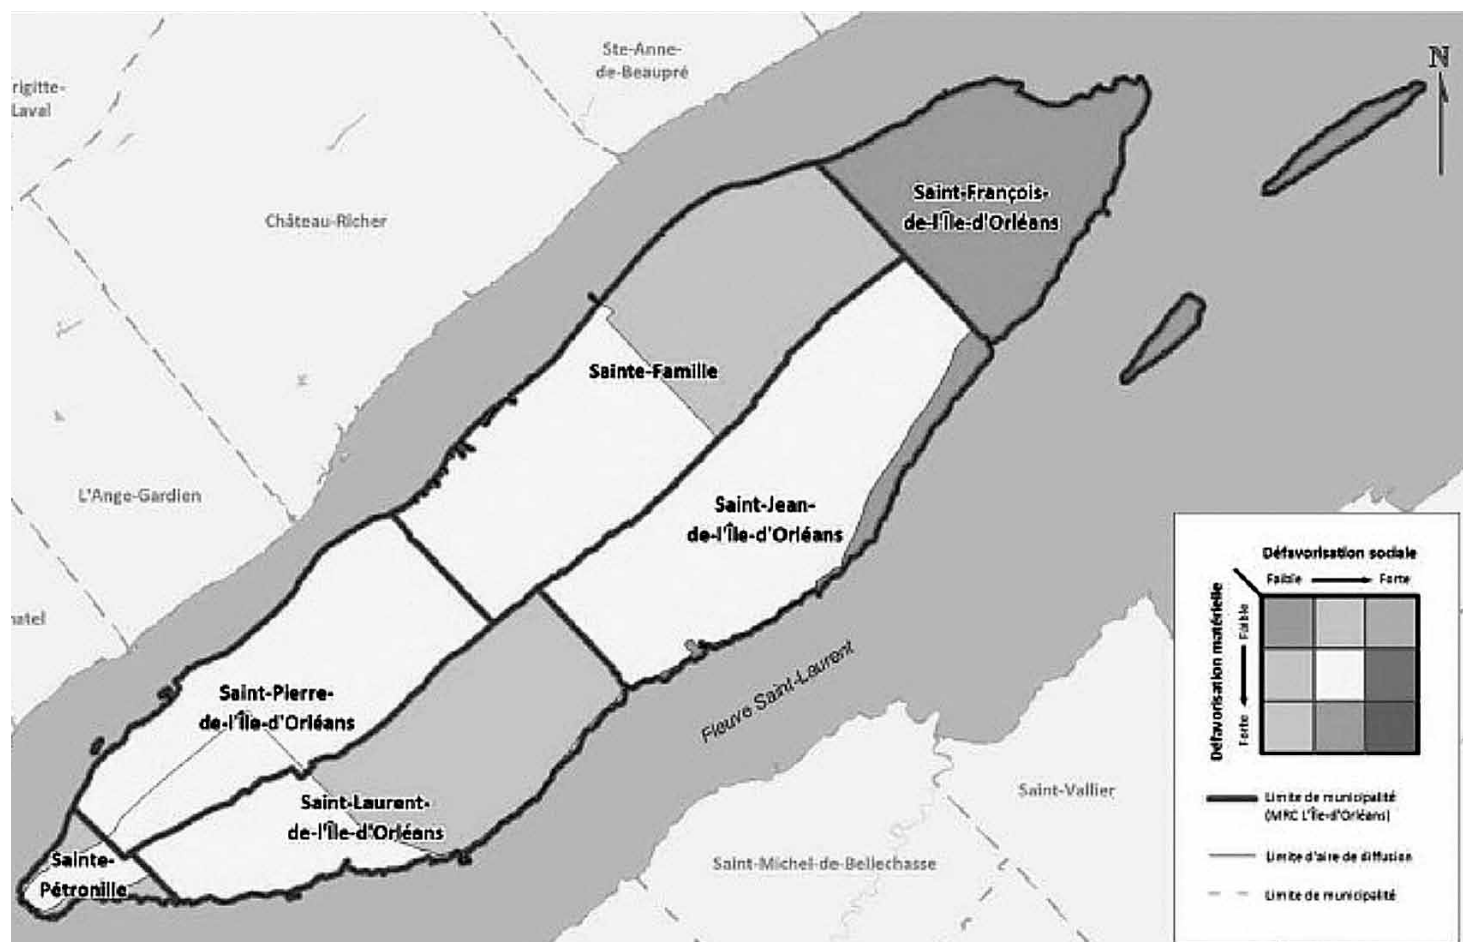 Ste-Anne-
de-Beaupré
rigitte-
Laval
N
Château-Richer
Saint-François-
de-l'Île-d'Orléans
Sainte-Famille
L'Ange-Gardien
Saint-Jean-
de-l'Île-d'Orléans
natel
Saint-Pierre-
de-l'Île-d'Orléans
Fleuve Saint-Laurent
Saint-Laurent-
de-l'Île-d'Orléans
Sainte-
Pétronille
Saint-Vallier
Saint-Michel-de-Bellechasse
Défavorisation sociale
Faible
Forte
Défavorisation matérielle
Faible
Forte
Limite de municipalité
(MRC L'Île-d'Orléans)
Limite d'aire de diffusion
Limite de municipalité